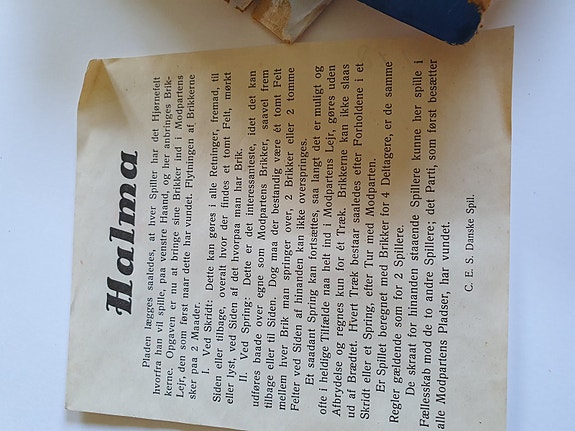 Halma
Pladen lægges saaledes, at hver Spiller har det Hjørnefelt
hvorfra han vil spille, paa venstre Haand, og her anbringes Brik-
kerne. Opgaven er nu at bringe sine Brikker ind i Modpartens
Lejr, den som først naar dette har vundet. Flytningen af Brikkerne
sker paa 2 Maader.
I. Ved Skridt: Dette kan gøres i alle Retninger, fremad, til
Siden eller tilbage, overalt hvor der findes et tomt Felt, mørkt
eller lyst, ved Siden af det hvorpaa man har Brik.
II. Ved Spring: Dette er det interessanteste, idet det kan
udføres baade over egne som Modpartens Brikker, saavel frem
tilbage eller til Siden. Dog maa der bestandig være ét tomt Felt
mellem hver Brik man springer over, 2 Brikker eller 2 tomme
Felter ved Siden af hinanden kan ikke overspringes.
Et saadant Spring kan fortsættes, saa langt det er muligt og
ofte i heldige Tilfælde naa helt ind i Modpartens Lejr, gøres uden
Afbrydelse og regnes kun for ét Træk. Brikkerne kan ikke slaas
ud af Brædtet. Hvert Træk bestaar saaledes efter Forholdene i et
Skridt eller et Spring, efter Tur med Modparten.
Er Spillet beregnet med Brikker for 4 Deltagere, er de samme
Regler gældende som for 2 Spillere.
De skraat for hinanden staaende Spillere kunne her spille i
Fællesskab mod de to andre Spillere; det Parti, som først besætter
alle Modpartens Pladser, har vundet.
C. E. S. Danske Spil.